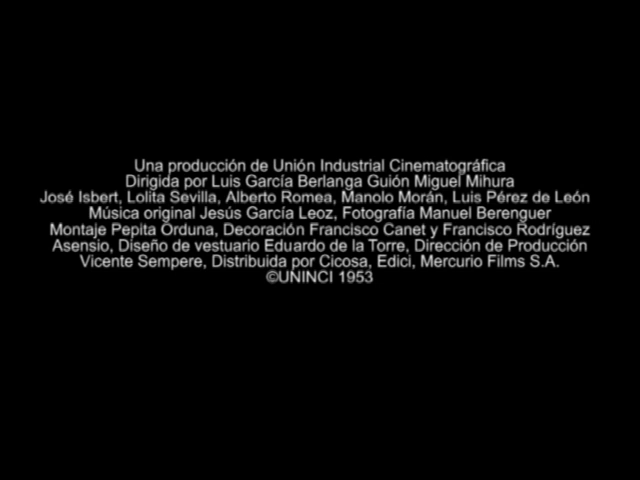 Una producción de Unión Industrial Cinematográfica
Dirigida por Luis García Berlanga Guión Miguel Mihura
José Isbert, Lolita Sevilla, Alberto Romea, Manolo Morán, Luis Pérez de León
Música original Jesús García Leoz, Fotografía Manuel Berenguer
Montaje Pepita Orduna, Decoración Francisco Canet y Francisco Rodríguez
Asensio, Diseño de vestuario Eduardo de la Torre, Dirección de Producción
Vicente Sempere, Distribuida por Cicosa, Edici, Mercurio Films S.A.
©UNINCI 1953